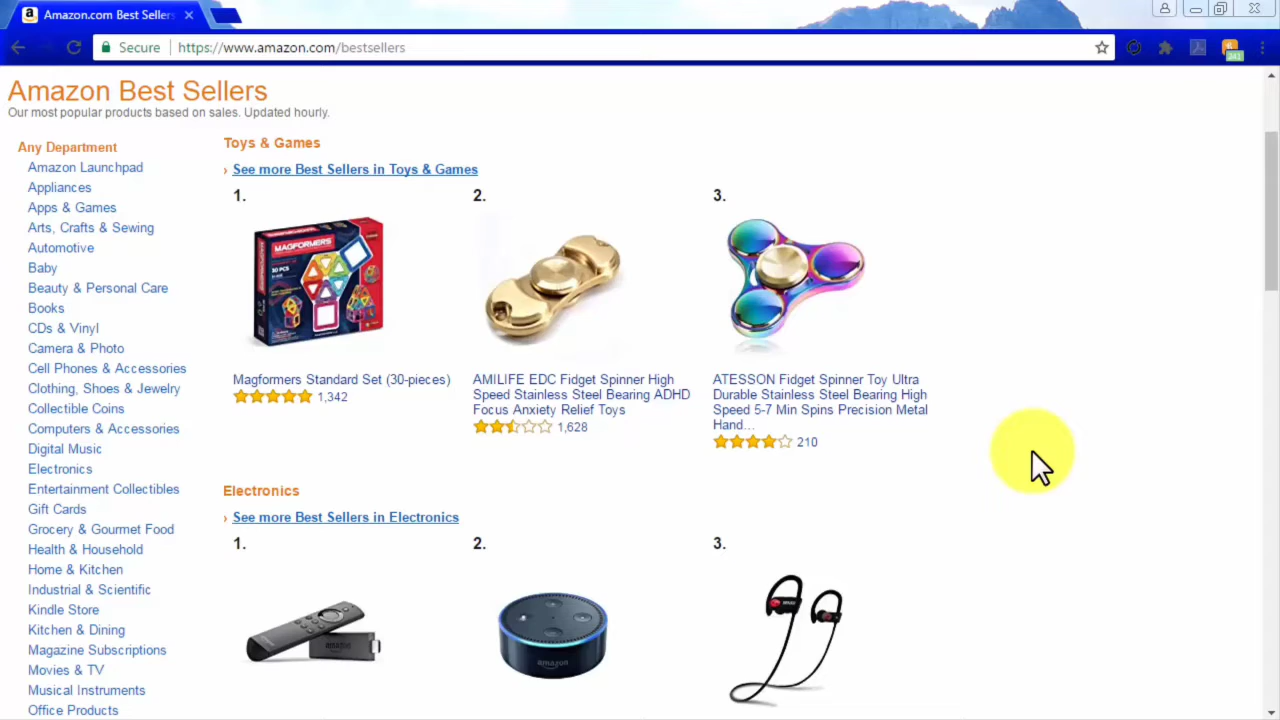 Amazon.com Best Sellers
Secure
https://www.amazon.com/bestsellers
341
Amazon Best Sellers
Our most popular products based on sales. Updated hourly.
Any Department
Amazon Launchpad
Appliances
Apps & Games
Arts, Crafts & Sewing
Automotive
Baby
Beauty & Personal Care
Books
CDs & Vinyl
Camera & Photo
Cell Phones & Accessories
Clothing, Shoes & Jewelry
Collectible Coins
Computers & Accessories
Digital Music
Electronics
Entertainment Collectibles
Gift Cards
Grocery & Gourmet Food
Health & Household
Home & Kitchen
Industrial & Scientific
Kindle Store
Kitchen & Dining
Magazine Subscriptions
Movies & TV
Musical Instruments
Office Products
Toys & Games
› See more Best Sellers in Toys & Games
1.
MAGFORMERS
30 PCS
Magformers Standard Set (30-pieces)
1,342
2.
AMILIFE EDC Fidget Spinner High
Speed Stainless Steel Bearing ADHD
Focus Anxiety Relief Toys
1,628
3.
ATESSON Fidget Spinner Toy Ultra
Durable Stainless Steel Bearing High
Speed 5-7 Min Spins Precision Metal
Hand...
210
Electronics
› See more Best Sellers in Electronics
1.
amazon
2.
amazon
3.